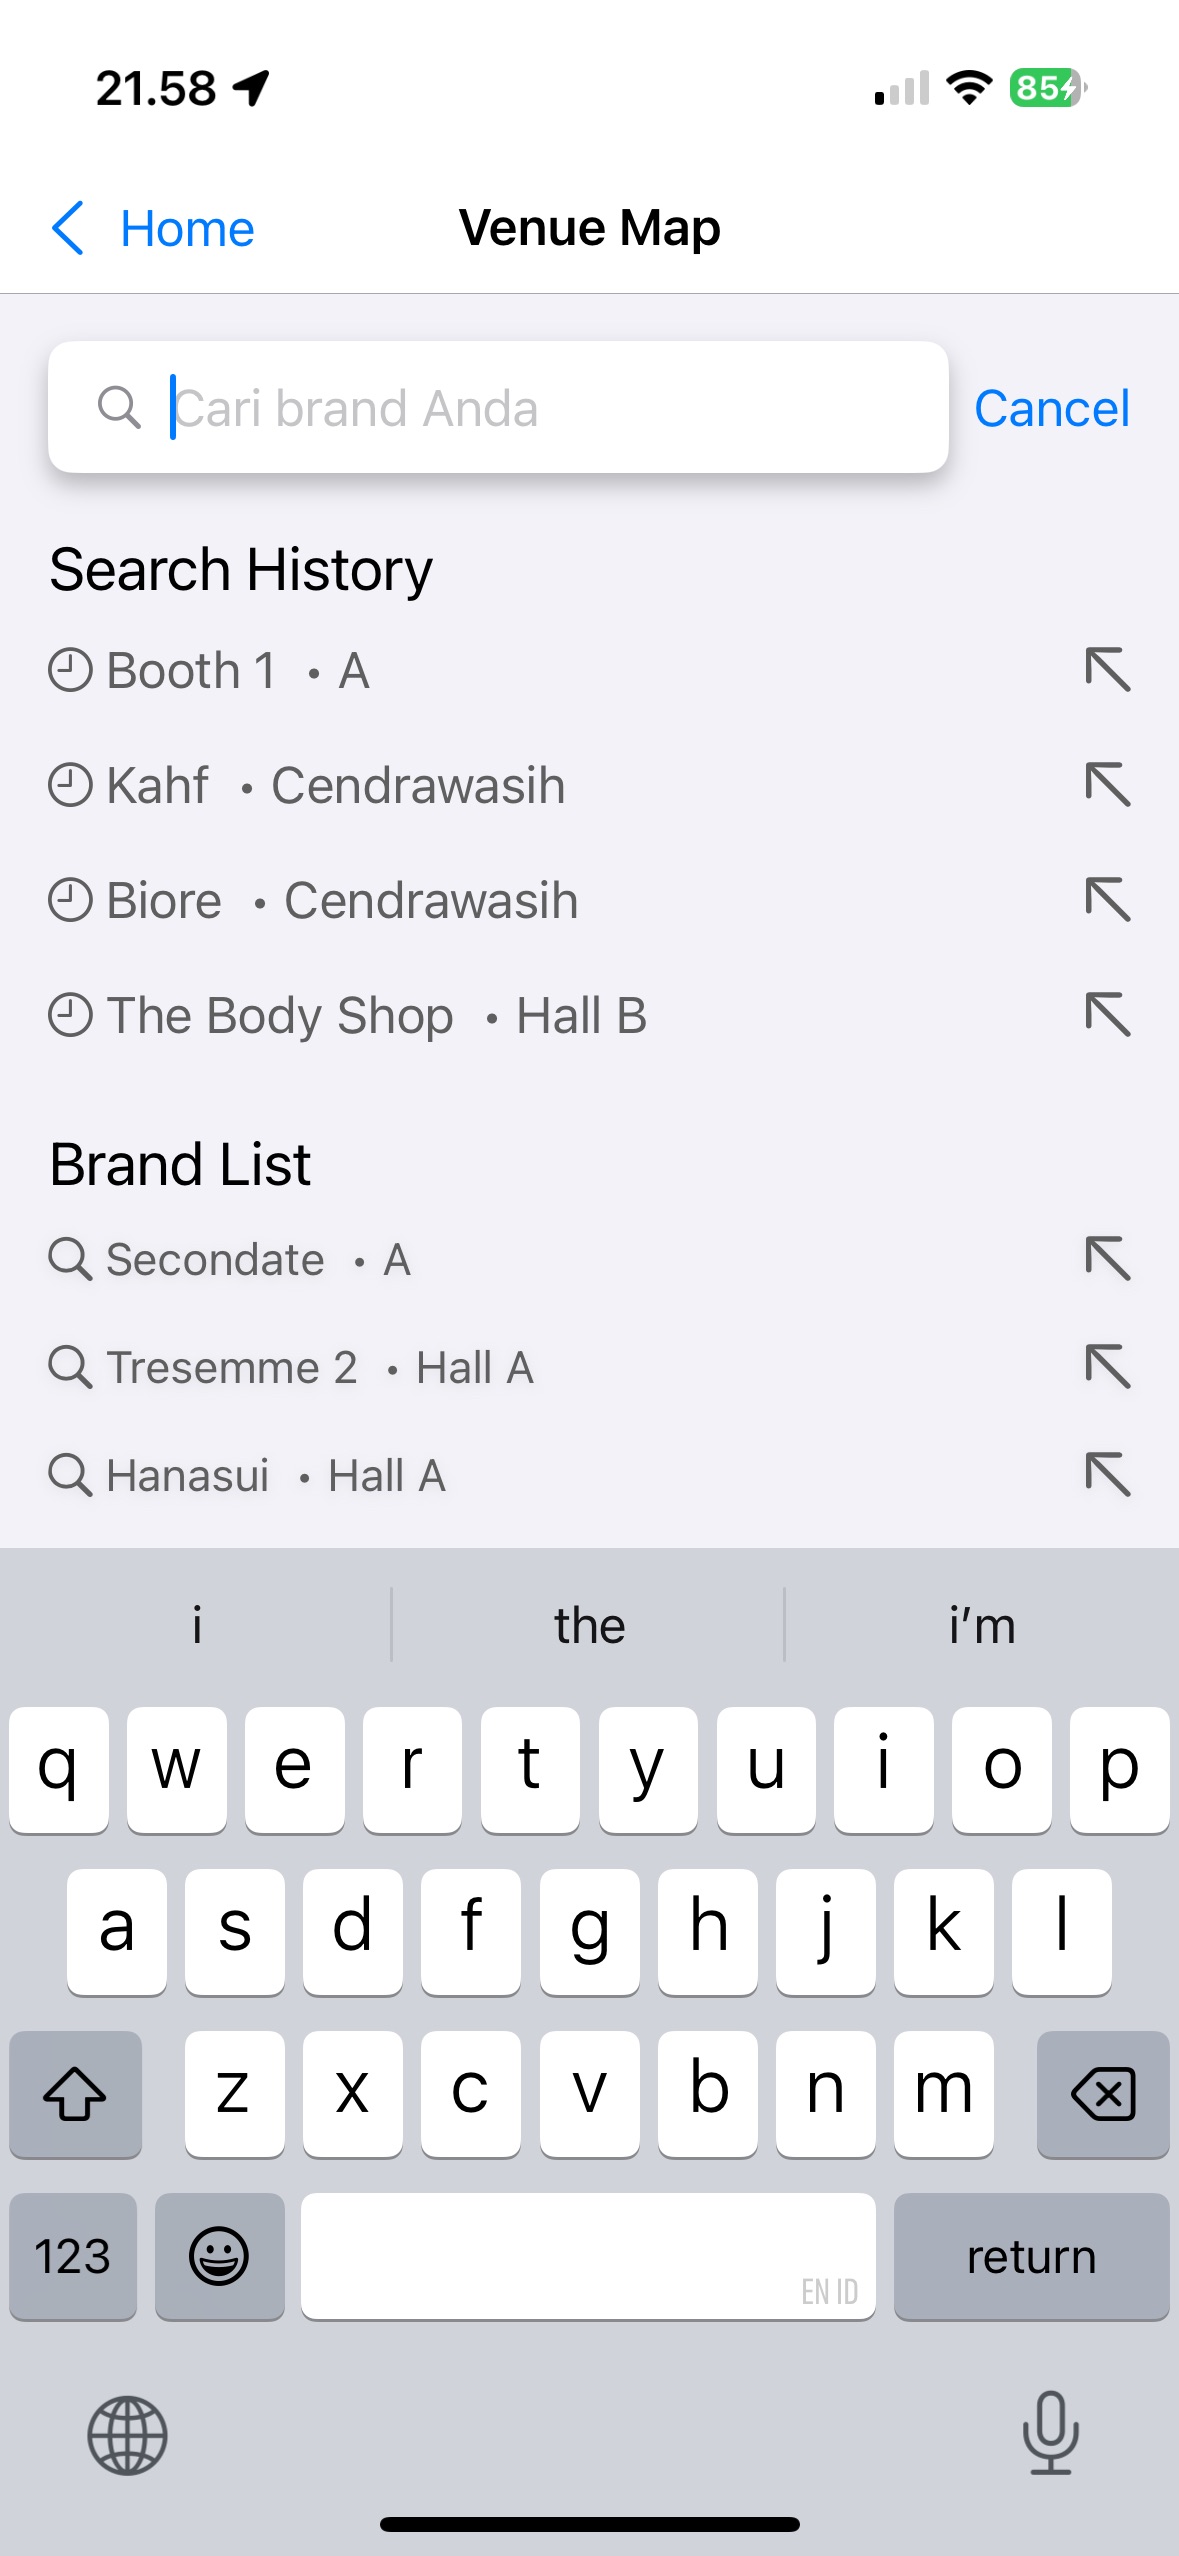 21.58
85
Home
Venue Map
Cari brand Anda
Cancel
Search History
Booth 1 • A
Kahf • Cendrawasih
Biore • Cendrawasih
The Body Shop • Hall B
Brand List
Secondate • A
Tresemme 2 • Hall A
Hanasui • Hall A
i the i'm
q w e r t y u i o p
a s d f g h j k l
z x c v b n m
123 EN ID return